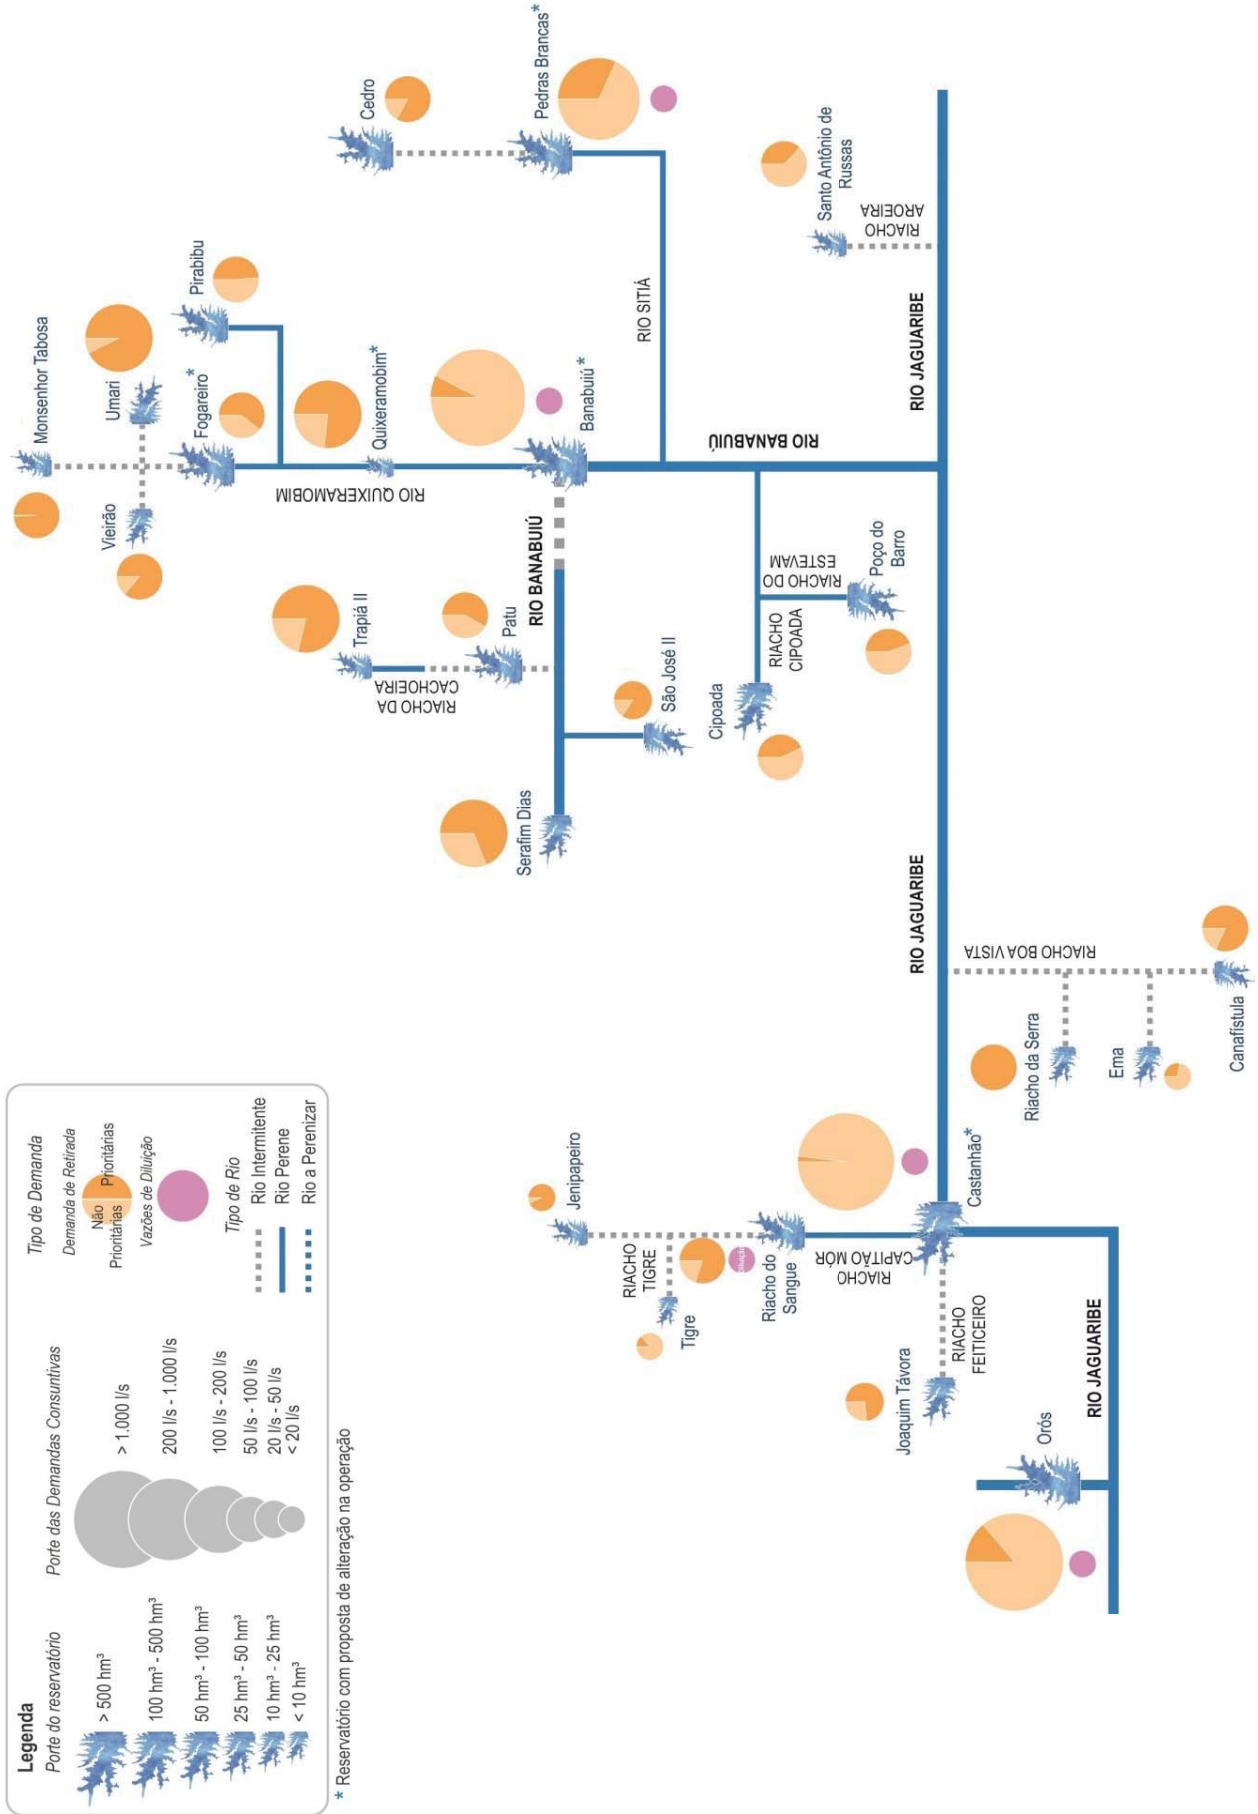 Legenda
Porte do reservatório
> 500 hm³
100 hm³ - 500 hm³
50 hm³ - 100 hm³
25 hm³ - 50 hm³
10 hm³ - 25 hm³
< 10 hm³
Porte das Demandas Consuntivas
> 1.000 l/s
200 l/s - 1.000 l/s
100 l/s - 200 l/s
50 l/s - 100 l/s
20 l/s - 50 l/s
< 20 l/s
Tipo de Demanda
Demanda de Retirada
Não
Prioritárias
Prioritárias
Vazões de Diluição
Tipo de Rio
Rio Intermitente
Rio Perene
Rio a Perenizar
* Reservatório com proposta de alteração na operação
Monsenhor Tabosa
Vieirão
Umari
Fogareiro*
Pirabibu
Quixeramobim*
RIO QUIXERAMOBIM
Cedro
Pedras Brancas*
RIO SITIÁ
Banabuiú*
RIO BANABUIÚ
Trapiá II
RIACHO DA
CACHOEIRA
Patu
RIO BANABUIÚ
Serafim Dias
São José II
Cipoada
RIACHO
CIPOADA
RIACHO DO
ESTEVAM
Poço do
Barro
Santo Antônio de
Russas
RIACHO
AROEIRA
RIO JAGUARIBE
RIO JAGUARIBE
Jenipapeiro
RIACHO
TIGRE
Tigre
Diluição
Riacho do
Sangue
RIACHO
CAPITÃO MÓR
Castanhão*
Joaquim Távora
RIACHO
FEITICEIRO
Orós
RIO JAGUARIBE
Riacho da Serra
Ema
RIACHO BOA VISTA
Canafístula